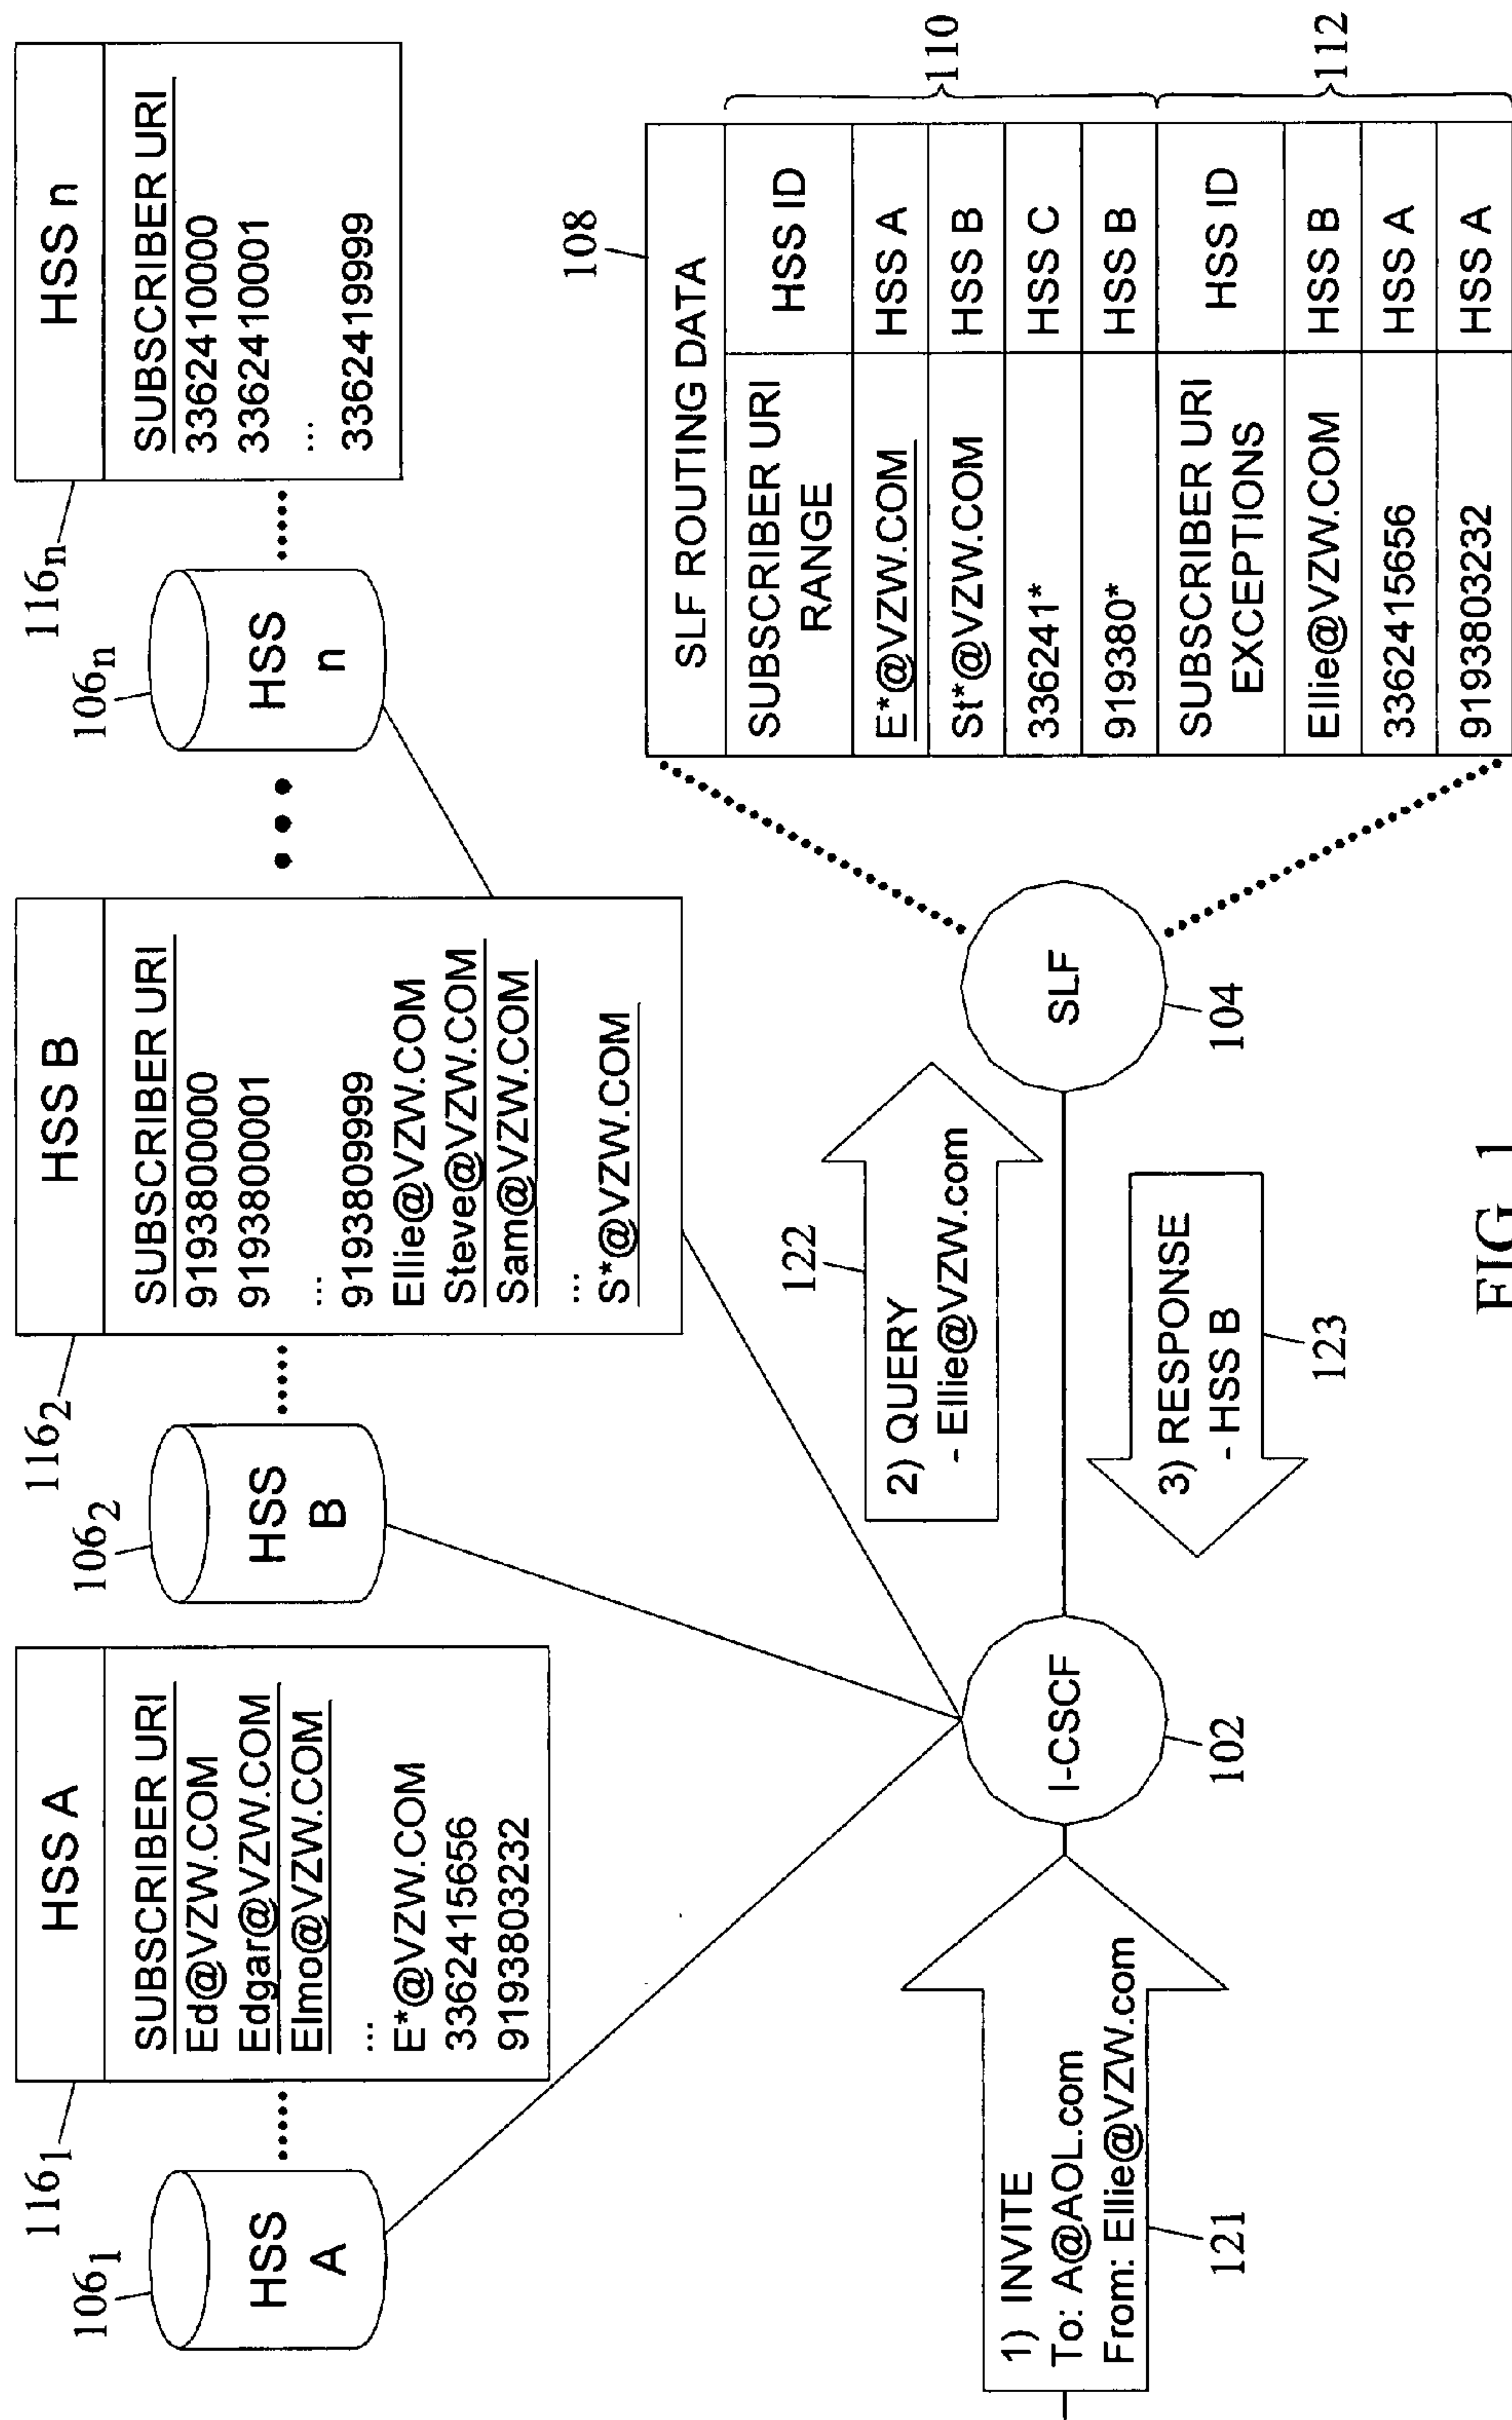 116₁
HSS A
SUBSCRIBER URI
Ed@VZW.COM
Edgar@VZW.COM
Elmo@VZW.COM
...
E*@VZW.COM
3362415656
9193803232
106₁
HSS
A
116₂
HSS B
SUBSCRIBER URI
9193800000
9193800001
...
9193809999
Ellie@VZW.COM
Steve@VZW.COM
Sam@VZW.COM
...
S*@VZW.COM
106₂
HSS
B
116n
HSS n
SUBSCRIBER URI
3362410000
3362410001
...
3362419999
106n
HSS
n
1) INVITE
To: A@AOL.com
From: Ellie@VZW.com
121
I-CSCF
102
122
2) QUERY
- Ellie@VZW.com
3) RESPONSE
- HSS B
123
SLF
104
108
SLF ROUTING DATA
SUBSCRIBER URI RANGE HSS ID
E*@VZW.COM HSS A
St*@VZW.COM HSS B
336241* HSS C
919380* HSS B
110
SUBSCRIBER URI EXCEPTIONS HSS ID
Ellie@VZW.COM HSS B
3362415656 HSS A
9193803232 HSS A
112
FIG. 1